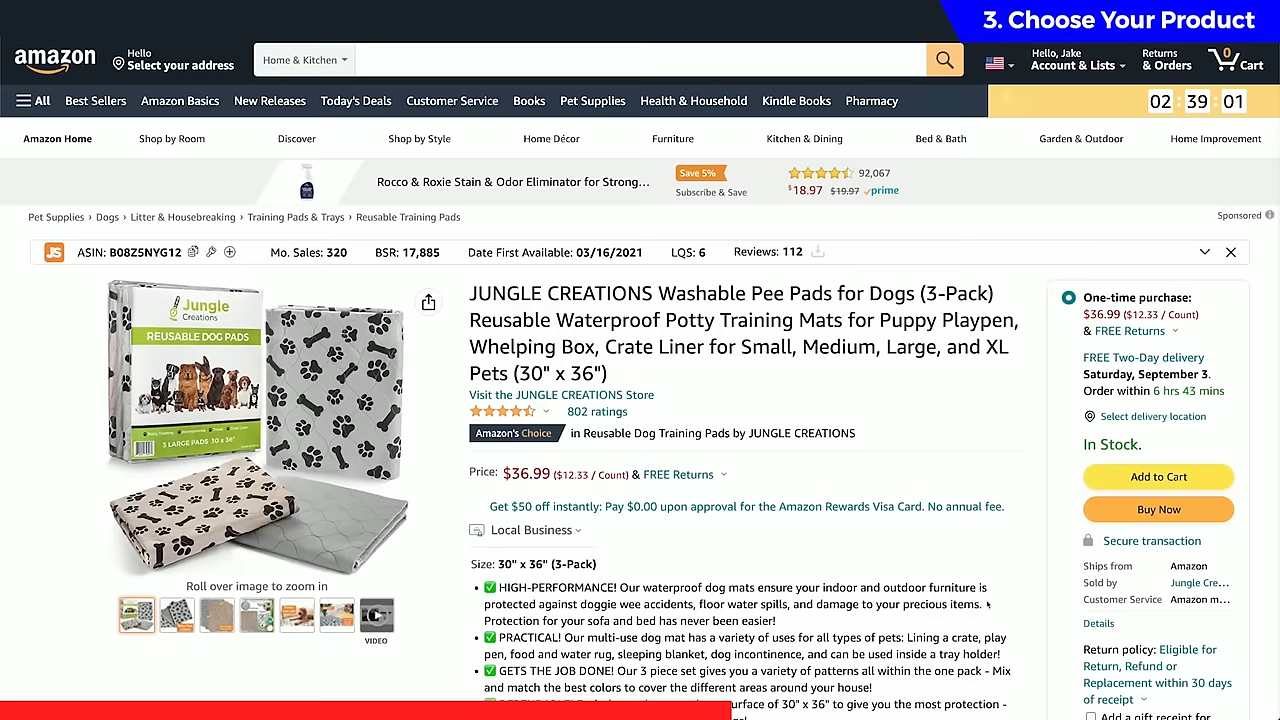 3. Choose Your Product
amazon
Hello
Select your address
Home & Kitchen
Hello, Jake
Account & Lists
Returns
& Orders
0
Cart
All
Best Sellers
Amazon Basics
New Releases
Today's Deals
Customer Service
Books
Pet Supplies
Health & Household
Kindle Books
Pharmacy
02 : 39 : 01
Amazon Home
Shop by Room
Discover
Shop by Style
Home Décor
Furniture
Kitchen & Dining
Bed & Bath
Garden & Outdoor
Home Improvement
Rocco & Roxie Stain & Odor Eliminator for Strong...
Save 5%
Subscribe & Save
92,067
$18.97 $19.97 prime
Pet Supplies › Dogs › Litter & Housebreaking › Training Pads & Trays › Reusable Training Pads
Sponsored
JS ASIN: B08Z5NYG12 Mo. Sales: 320 BSR: 17,885 Date First Available: 03/16/2021 LQS: 6 Reviews: 112
Jungle
Creations
REUSABLE DOG PADS
3 LARGE PADS 30 x 36"
Roll over image to zoom in
VIDEO
JUNGLE CREATIONS Washable Pee Pads for Dogs (3-Pack)
Reusable Waterproof Potty Training Mats for Puppy Playpen,
Whelping Box, Crate Liner for Small, Medium, Large, and XL
Pets (30" x 36")
Visit the JUNGLE CREATIONS Store
802 ratings
Amazon's Choice in Reusable Dog Training Pads by JUNGLE CREATIONS
Price: $36.99 ($12.33 / Count) & FREE Returns
Get $50 off instantly: Pay $0.00 upon approval for the Amazon Rewards Visa Card. No annual fee.
Local Business
Size: 30" x 36" (3-Pack)
• ✅ HIGH-PERFORMANCE! Our waterproof dog mats ensure your indoor and outdoor furniture is
protected against doggie wee accidents, floor water spills, and damage to your precious items.
Protection for your sofa and bed has never been easier!
• ✅ PRACTICAL! Our multi-use dog mat has a variety of uses for all types of pets: Lining a crate, play
pen, food and water rug, sleeping blanket, dog incontinence, and can be used inside a tray holder!
• ✅ GETS THE JOB DONE! Our 3 piece set gives you a variety of patterns all within the one pack - Mix
and match the best colors to cover the different areas around your house!
surface of 30" x 36" to give you the most protection -
One-time purchase:
$36.99 ($12.33 / Count)
& FREE Returns
FREE Two-Day delivery
Saturday, September 3.
Order within 6 hrs 43 mins
Select delivery location
In Stock.
Add to Cart
Buy Now
Secure transaction
Ships from Amazon
Sold by Jungle Cre...
Customer Service Amazon m...
Details
Return policy: Eligible for
Return, Refund or
Replacement within 30 days
of receipt
Add a gift receipt for